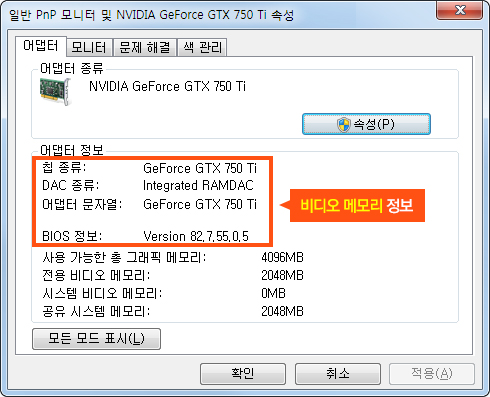 일반 PnP 모니터 및 NVIDIA GeForce GTX 750 Ti 속성
어댑터 모니터 문제 해결 색 관리
어댑터 종류
NVIDIA GeForce GTX 750 Ti
속성(P)
어댑터 정보
칩 종류: GeForce GTX 750 Ti
DAC 종류: Integrated RAMDAC
어댑터 문자열: GeForce GTX 750 Ti
비디오 메모리 정보
BIOS 정보: Version 82,7,55,0,5
사용 가능한 총 그래픽 메모리: 4096MB
전용 비디오 메모리: 2048MB
시스템 비디오 메모리: 0MB
공유 시스템 메모리: 2048MB
모든 모드 표시(L)
확인 취소 적용(A)